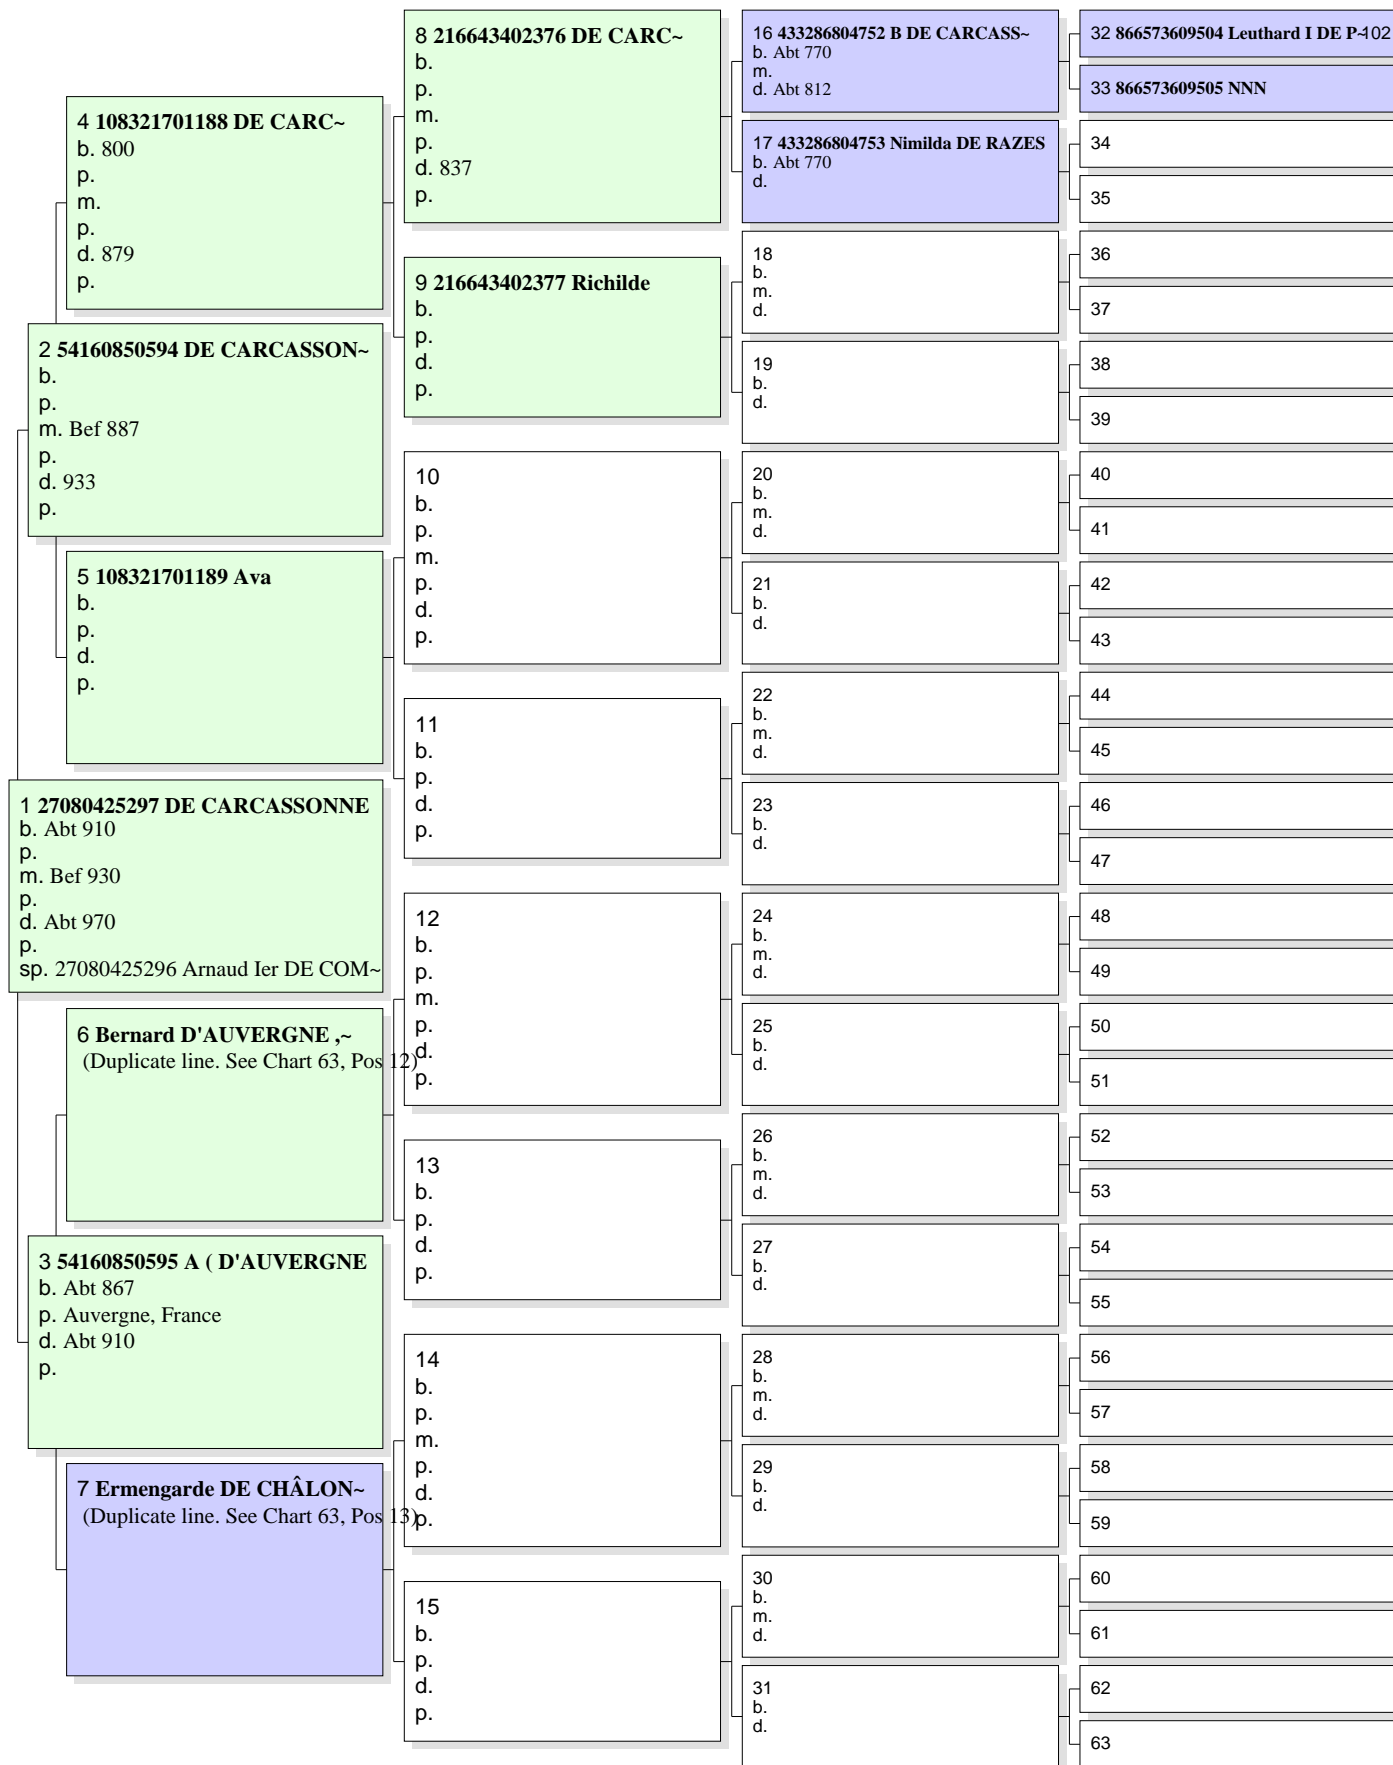 1 27080425297 DE CARCASSONNE
b. Abt 910
p.
m. Bef 930
p.
d. Abt 970
p.
sp. 27080425296 Arnaud Ier DE COM~
2 54160850594 DE CARCASSON~
b.
p.
m. Bef 887
p.
d. 933
p.
3 54160850595 A ( D'AUVERGNE
b. Abt 867
p. Auvergne, France
d. Abt 910
p.
4 108321701188 DE CARC~
b. 800
p.
m.
p.
d. 879
p.
5 108321701189 Ava
b.
p.
d.
p.
6 Bernard D'AUVERGNE ,~
(Duplicate line. See Chart 63, Pos 12)
7 Ermengarde DE CHÂLON~
(Duplicate line. See Chart 63, Pos 13)
8 216643402376 DE CARC~
b.
p.
m.
p.
d. 837
p.
9 216643402377 Richilde
b.
p.
d.
p.
10
b.
p.
m.
p.
d.
p.
11
b.
p.
d.
p.
12
b.
p.
m.
p.
d.
p.
13
b.
p.
d.
p.
14
b.
p.
m.
p.
d.
p.
15
b.
p.
d.
p.
16 433286804752 B DE CARCASS~
b. Abt 770
m.
d. Abt 812
17 433286804753 Nimilda DE RAZES
b. Abt 770
d.
18
b.
m.
d.
19
b.
d.
20
b.
m.
d.
21
b.
d.
22
b.
m.
d.
23
b.
d.
24
b.
m.
d.
25
b.
d.
26
b.
m.
d.
27
b.
d.
28
b.
m.
d.
29
b.
d.
30
b.
m.
d.
31
b.
d.
32 866573609504 Leuthard I DE P~102
33 866573609505 NNN
34
35
36
37
38
39
40
41
42
43
44
45
46
47
48
49
50
51
52
53
54
55
56
57
58
59
60
61
62
63